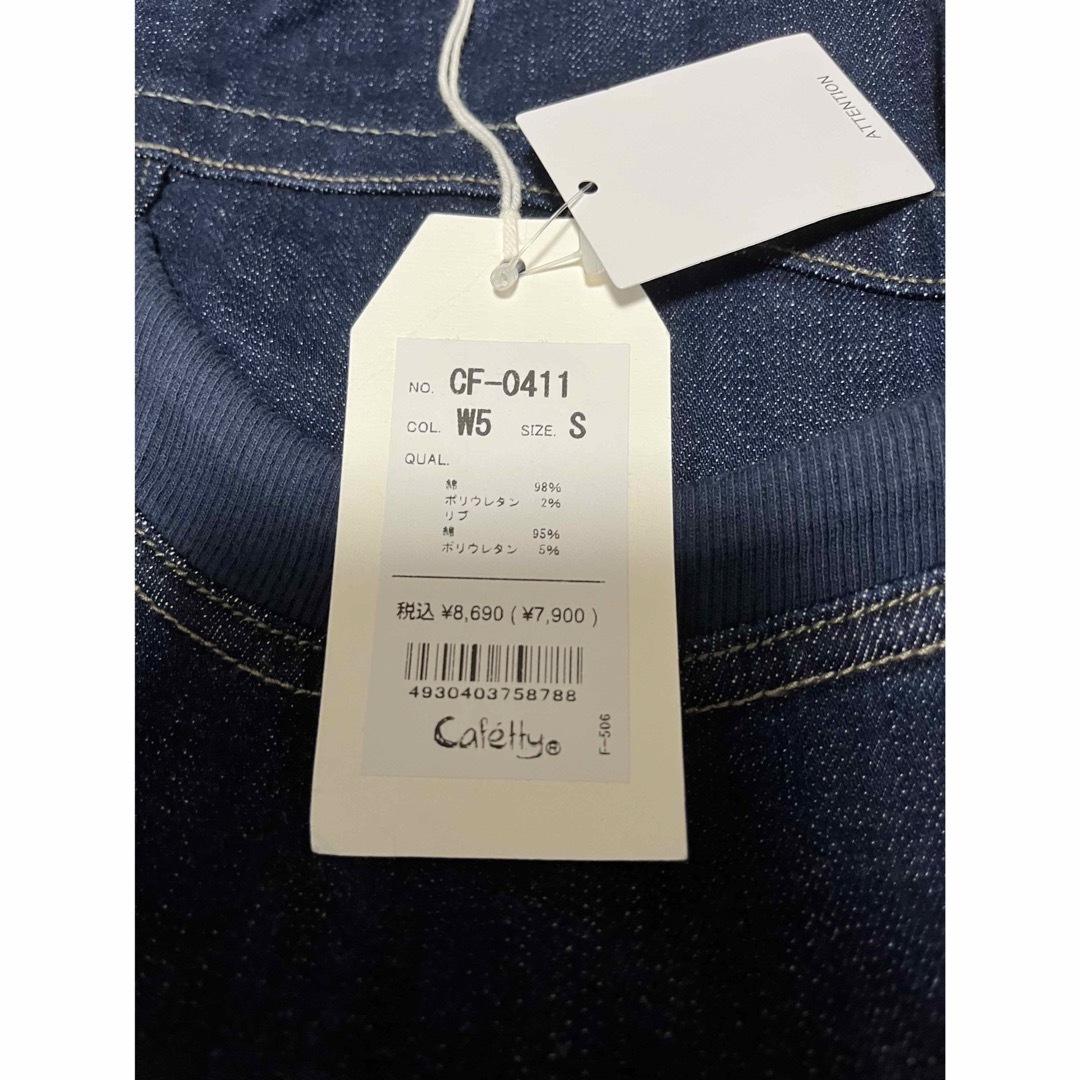 ATTENTION
NO. CF-0411
COL. W5 SIZE. S
QUAL.
綿 98%
ポリウレタン 2%
リブ
綿 95%
ポリウレタン 5%
税込 ¥8,690 ( ¥7,900 )
4930403758788
Cafétty®
F-506